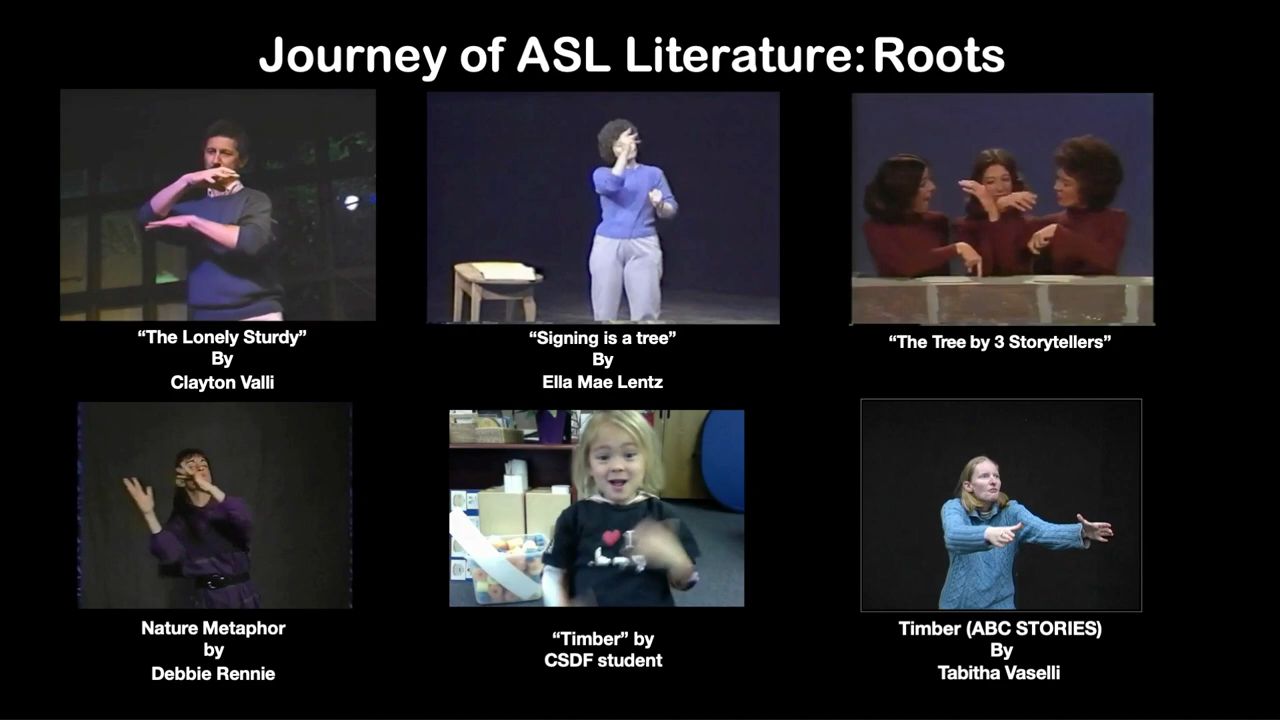 Journey of ASL Literature: Roots
“The Lonely Sturdy”
By
Clayton Valli
“Signing is a tree”
By
Ella Mae Lentz
“The Tree by 3 Storytellers”
Nature Metaphor
by
Debbie Rennie
“Timber” by
CSDF student
Timber (ABC STORIES)
By
Tabitha Vaselli